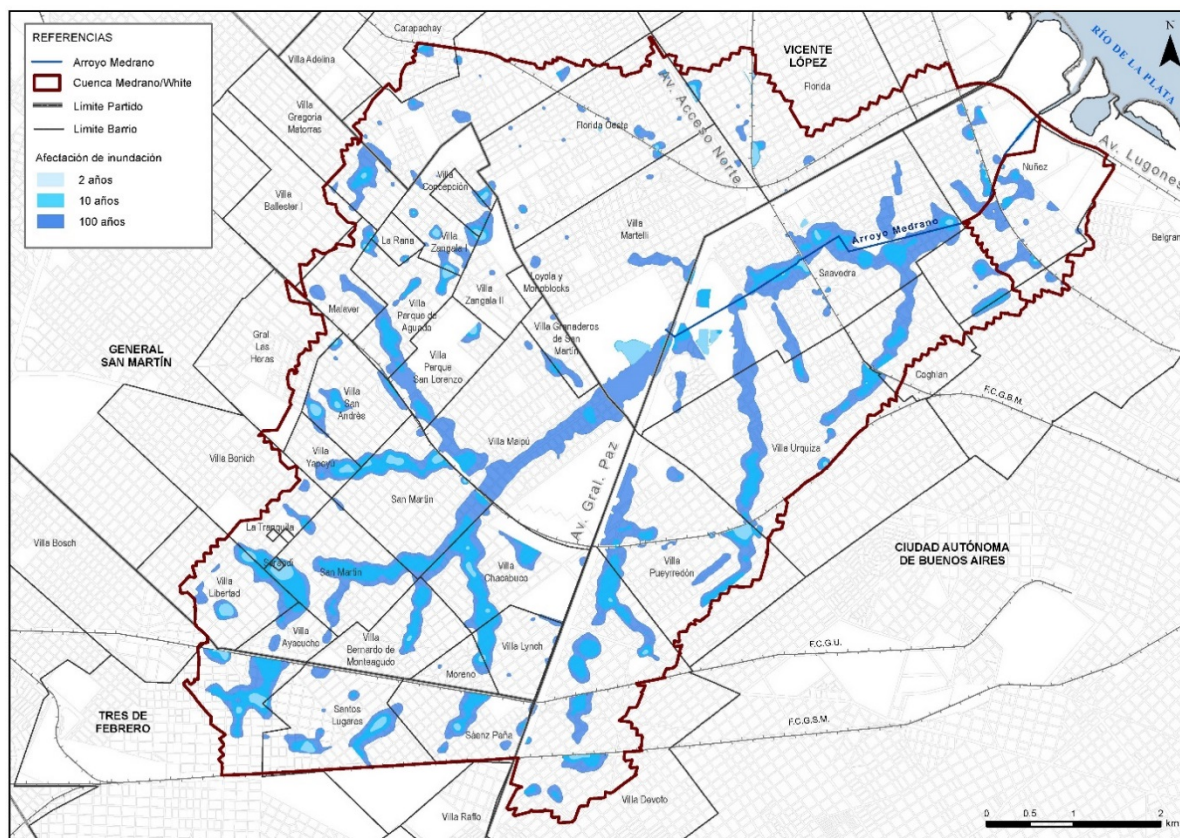 REFERENCIAS
Arroyo Medrano
Cuenca Medrano/White
Límite Partido
Límite Barrio
Afectación de inundación
2 años
10 años
100 años
Carapachay
Villa Adelina
Villa
Gregoria
Matorras
Villa
Ballester I
VICENTE
LÓPEZ
Florida
RÍO DE LA PLATA
N
Av. Acceso Norte
Florida Oeste
Av. Lugones
Nuñez
Belgran
Villa
Concepción
La Rana
Villa
Zangala I
Villa
Martelli
Arroyo Medrano
Saavedra
Loyola y
Monoblocks
Villa
Zangala II
Malaver
Villa
Parque de
Aguado
Villa Granaderos
de San
Martín
Gral
Las
Heras
GENERAL
SAN MARTÍN
Villa
Parque
San Lorenzo
Coghlan
F.C.G.B.M.
Villa
San
Andrés
Villa Maipú
Villa Urquiza
Villa Bonich
Villa
Yapeyú
San Martín
Av. Gral. Paz
La Tranquila
Villa Bosch
Sarandí
San Martín
Villa
Libertad
Villa
Chacabuco
Villa
Pueyrredón
CIUDAD AUTÓNOMA
DE BUENOS AIRES
Villa
Ayacucho
Villa
Bernardo de
Monteagudo
Villa Lynch
Moreno
F.C.G.U.
TRES DE
FEBRERO
Santos
Lugares
Sáenz Peña
F.C.G.S.M.
Villa Raffo
Villa Devoto
0 0.5 1 2
km